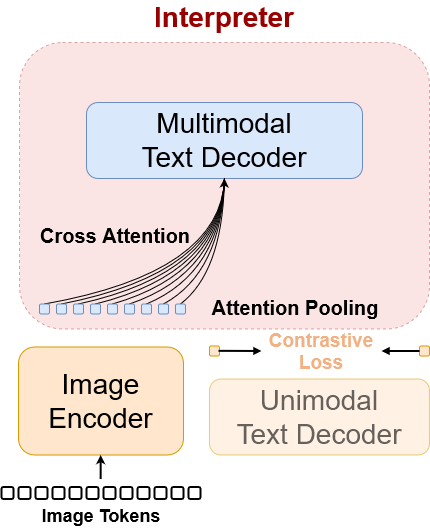 Interpreter
Multimodal
Text Decoder
Cross Attention
Attention Pooling
Contrastive
Loss
Image
Encoder
Unimodal
Text Decoder
Image Tokens